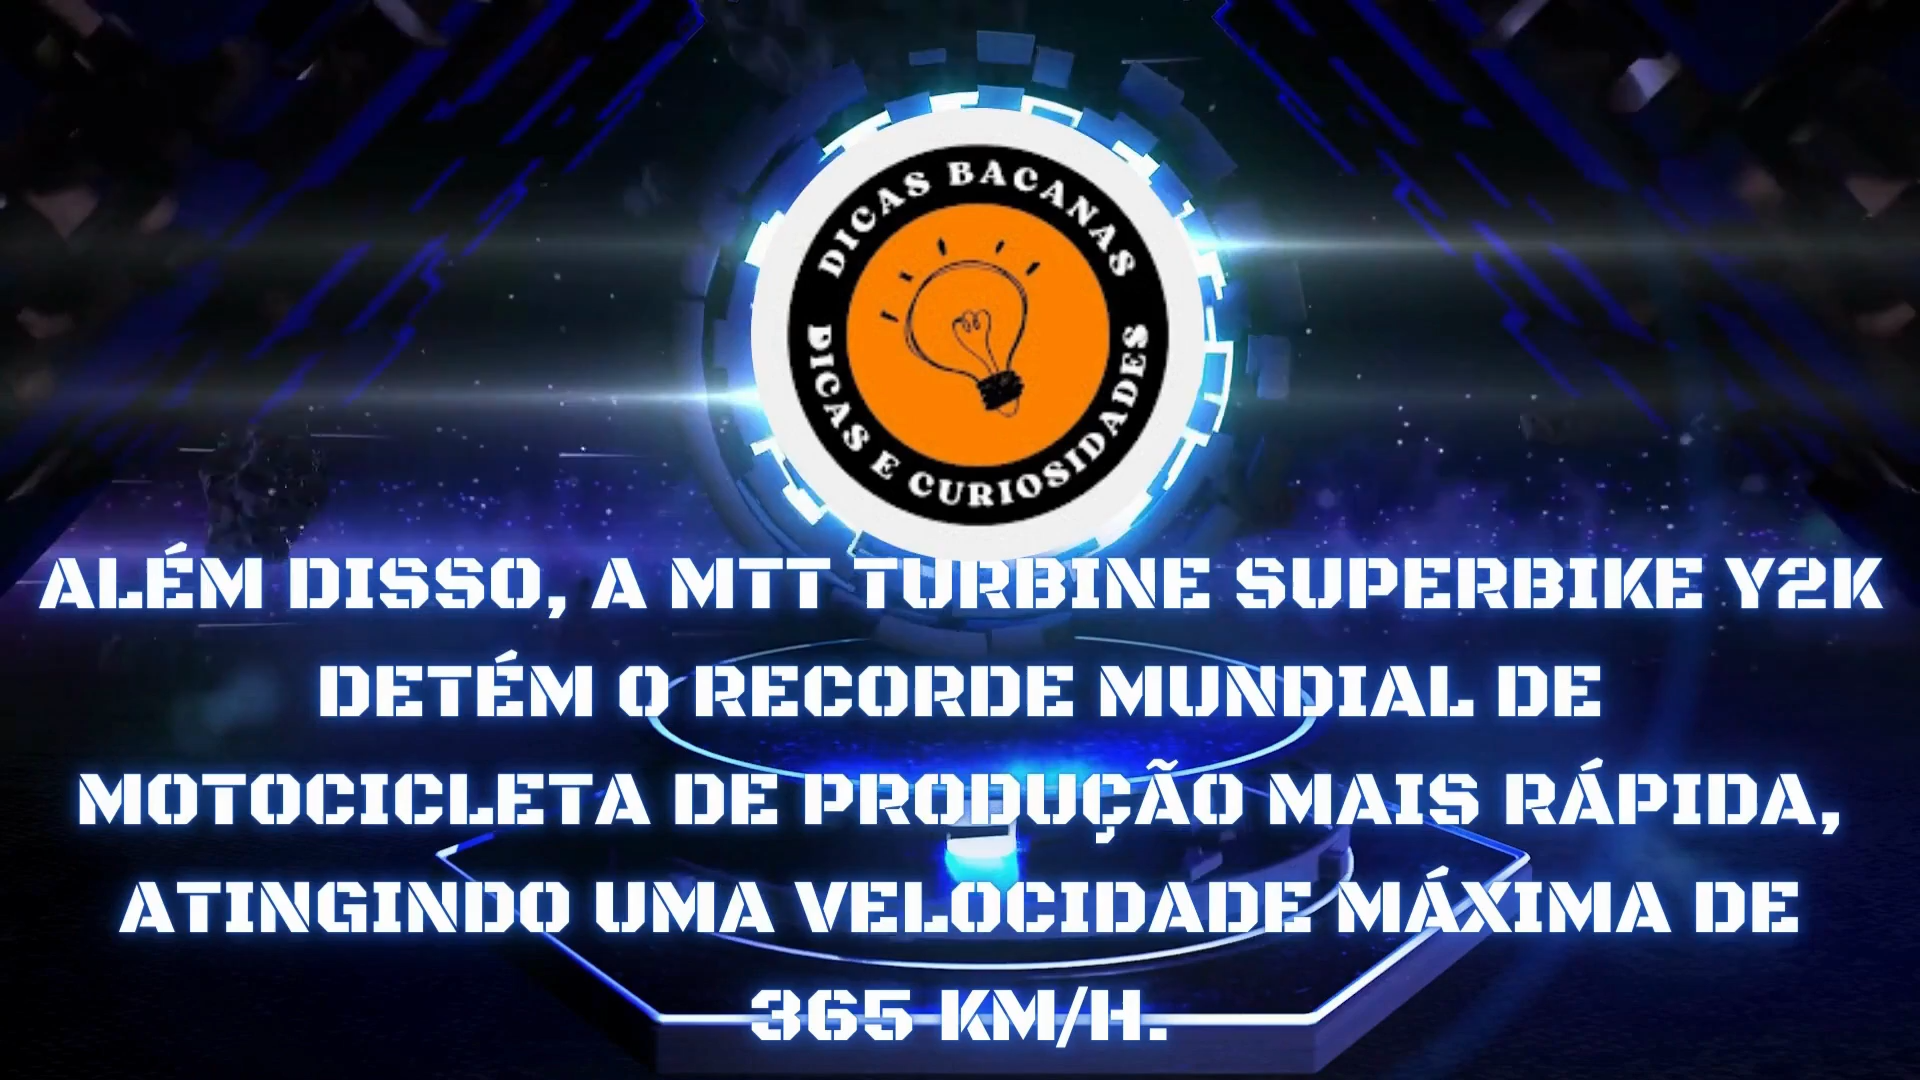 DICAS BACANAS
DICAS E CURIOSIDADES
ALÉM DISSO, A MTT TURBINE SUPERBIKE Y2K
DETÉM O RECORDE MUNDIAL DE
MOTOCICLETA DE PRODUÇÃO MAIS RÁPIDA,
ATINGINDO UMA VELOCIDADE MÁXIMA DE
365 KM/H.